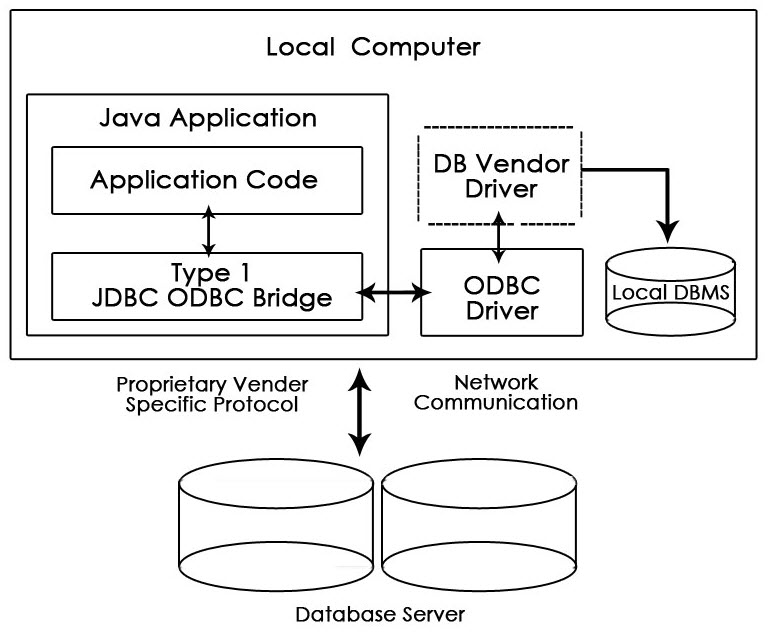 Local Computer
Java Application
Application Code
Type 1
JDBC ODBC Bridge
DB Vendor
Driver
ODBC
Driver
Local DBMS
Proprietary Vender
Specific Protocol
Network
Communication
Database Server